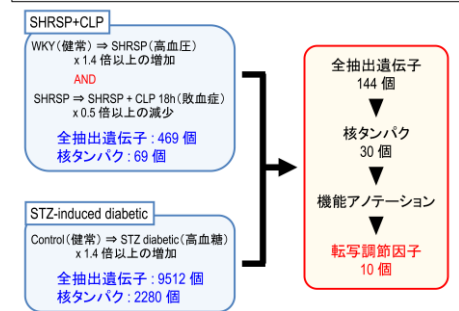 SHRSP+CLP
WKY(健常) ⇒ SHRSP(高血圧)
x 1.4 倍以上の増加
AND
SHRSP ⇒ SHRSP + CLP 18h(敗血症)
x 0.5 倍以上の減少
全抽出遺伝子 : 469 個
核タンパク : 69 個
STZ-induced diabetic
Control(健常) ⇒ STZ diabetic(高血糖)
x 1.4 倍以上の増加
全抽出遺伝子 : 9512 個
核タンパク : 2280 個
全抽出遺伝子
144 個
▼
核タンパク
30 個
▼
機能アノテーション
▼
転写調節因子
10 個